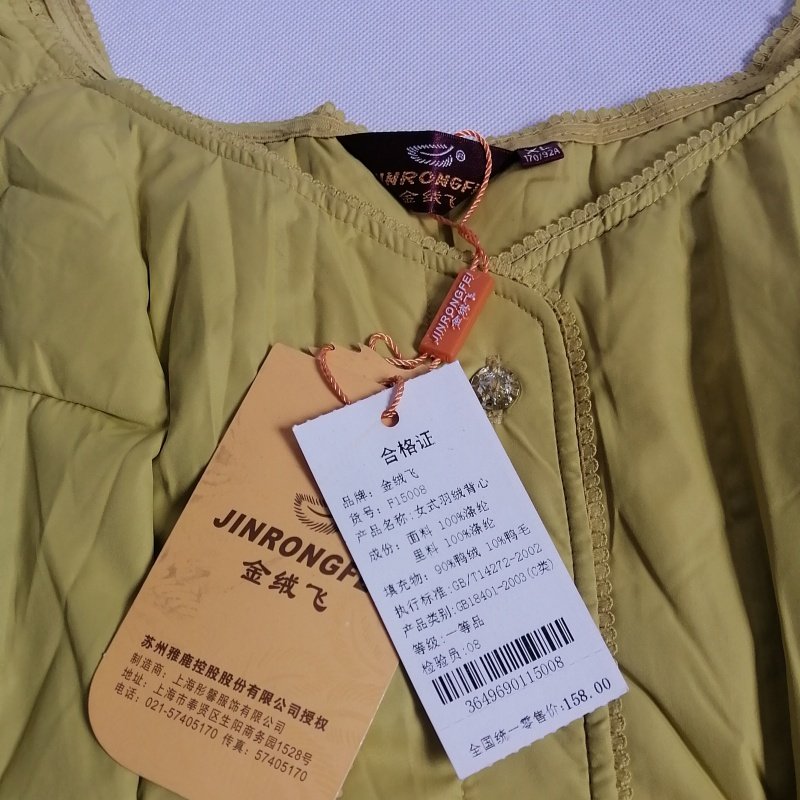 ®
JINRONGFEI
金绒飞
XL
170/92A
JINRONGFEI
金绒飞
合格证
品牌: 金绒飞
货号: F15008
产品名称: 女式羽绒背心
成份: 面料 100%涤纶
里料 100%涤纶
填充物: 90%鸭绒 10%鸭毛
执行标准: GB/T14272-2002
产品类别: GB18401-2003(C类)
等级: 一等品
检验员: 08
3649690115008
全国统一零售价: 158.00
JINRONGFE
金绒飞
苏州雅鹿控股股份有限公司授权
制造商: 上海彤馨服饰有限公司
地址: 上海市奉贤区生阳商务园1528号
电话: 021-57405170 传真: 57405170